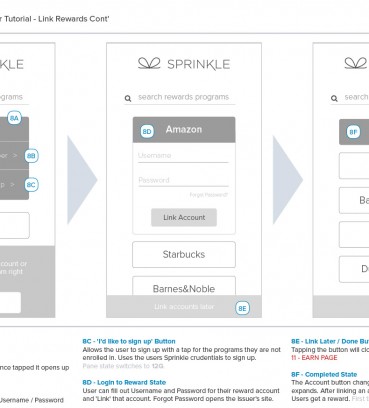 r Tutorial - Link Rewards Cont'
NKLE
ograms
8A
er > 8B
p > 8C
ccount or
ws right
SPRINKLE
search rewards programs
8D Amazon
Username
Password
Forgot Password?
Link Account
Starbucks
Barnes&Noble
Link accounts later 8E
search
8F
Ba
D
nce tapped it opens up
Username / Password
8C - 'I'd like to sign up' Button
Allows the user to sign up with a tap for the programs they are not
enrolled in. Uses the users Sprinkle crudentials to sign up.
Pane state switches to 12G.
8D - Login to Reward State
User can fill out Username and Password for their reward account
and 'Link' that account. Forgot Password opens the Issuer's site.
8E - Link Later / Done Bu
Tapping the button will clo
11 - EARN PAGE
8F - Completed State
The Account button chang
expands. After linking an a
Users get a reward. First t